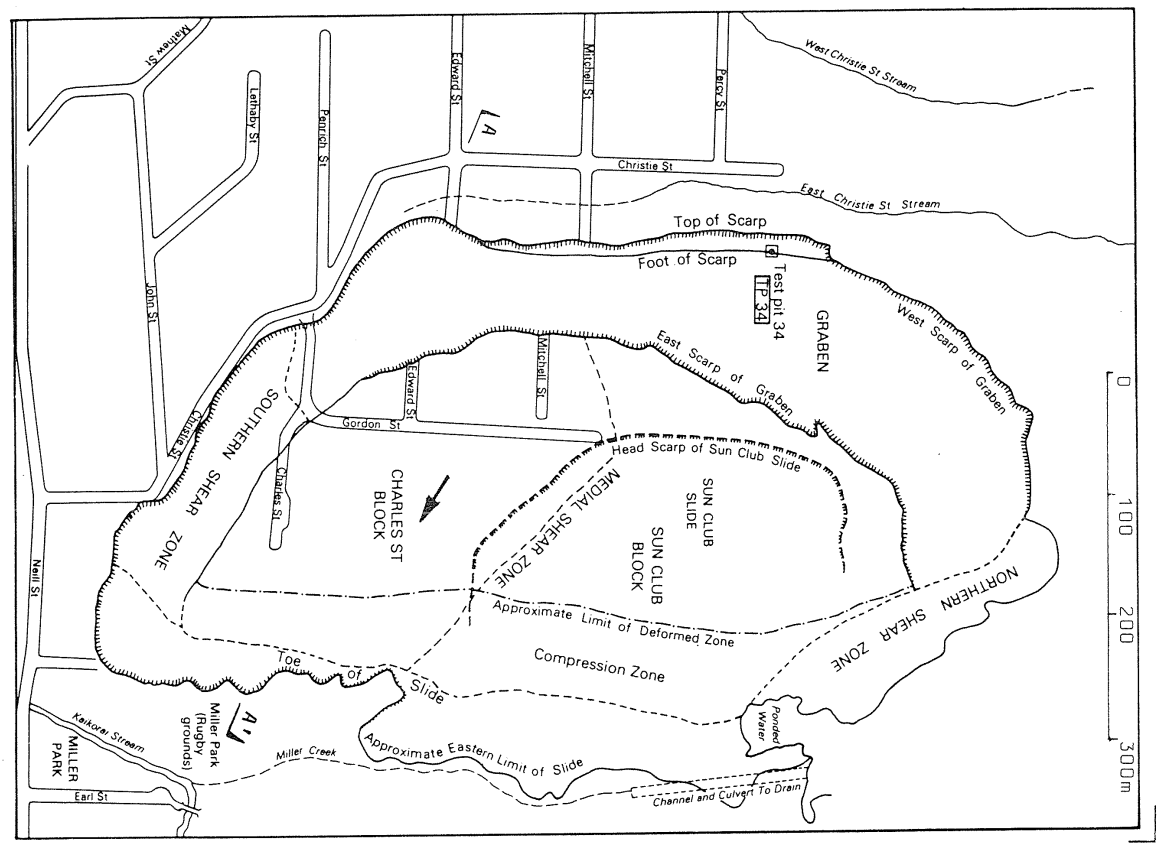 Mathew St
Lethaby St
Penrich St
Edward St
Mitchell St
Percy St
West Christie St Stream
A
Christie St
East Christie St Stream
Top of Scarp
Foot of Scarp
Test pit 34
TP 34
GRABEN
West Scarp of Graben
John St
East Scarp of Graben
Mitchell St
Edward St
Gordon St
Christie St
SOUTHERN SHEAR ZONE
Charles St
CHARLES ST
BLOCK
Head Scarp of Sun Club Slide
MEDIAL SHEAR ZONE
SUN CLUB
SLIDE
SUN CLUB
BLOCK
NORTHERN SHEAR ZONE
Approximate Limit of Deformed Zone
Compression Zone
Neill St
Toe of Slide
Ponded
Water
A'
Miller Park
(Rugby
grounds)
Kaikorai Stream
MILLER
PARK
Earl St
Miller Creek
Approximate Eastern Limit of Slide
Channel and Culvert To Drain
0
100
200
300m